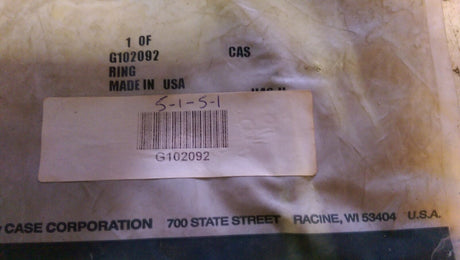 1 OF
G102092 CAS
RING
MADE IN USA
5-1-5-1
G102092
CASE CORPORATION 700 STATE STREET RACINE, WI 53404 U.S.A.